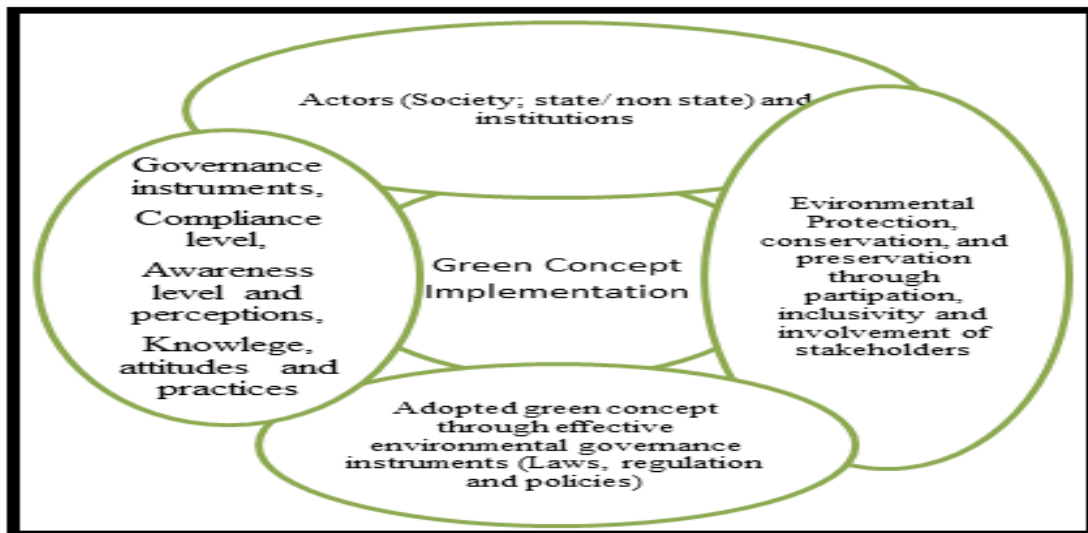 Actors (Society; state/ non state) and
institutions
Governance
instruments,
Compliance
level,
Awareness
level and
perceptions,
Knowlege,
attitudes and
practices
Green Concept
Implementation
Evironmental
Protection,
conservation, and
preservation
through
partipation,
inclusivity and
involvement of
stakeholders
Adopted green concept
through effective
environmental governance
instruments (Laws, regulation
and policies)